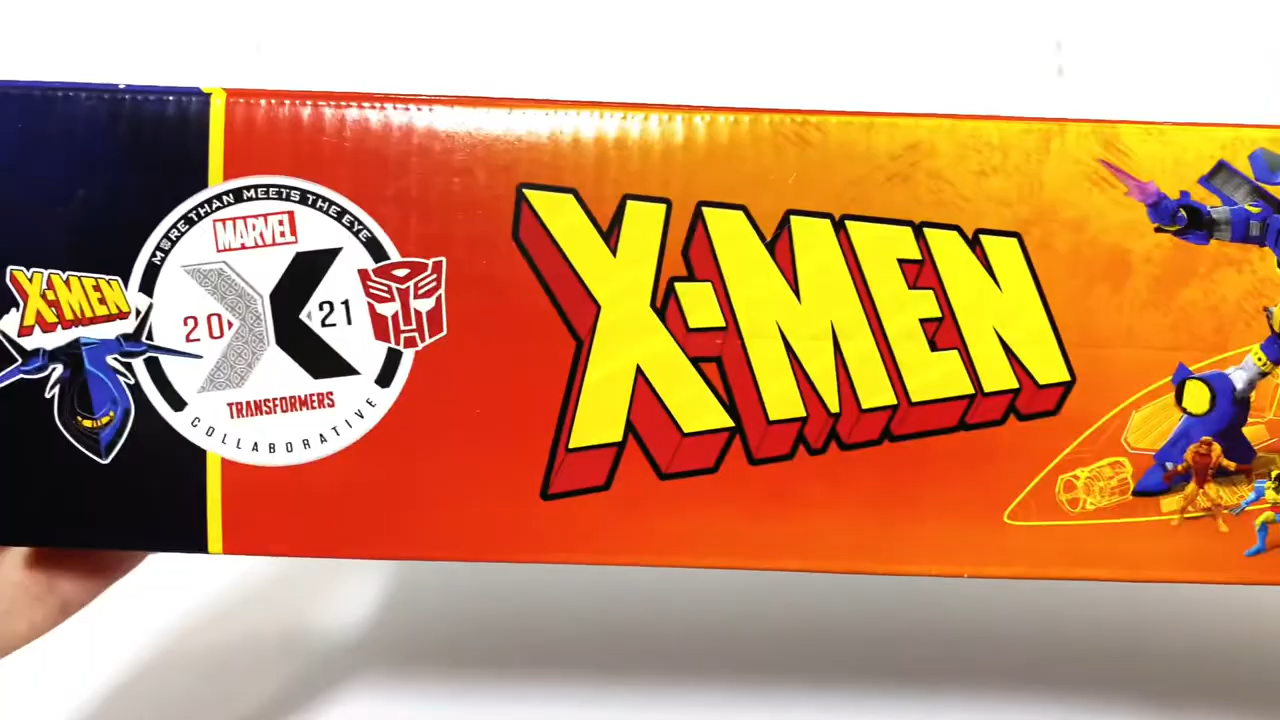 X-MEN
MORE THAN MEETS THE EYE
MARVEL
20 21
TRANSFORMERS
COLLABORATIVE
X-MEN